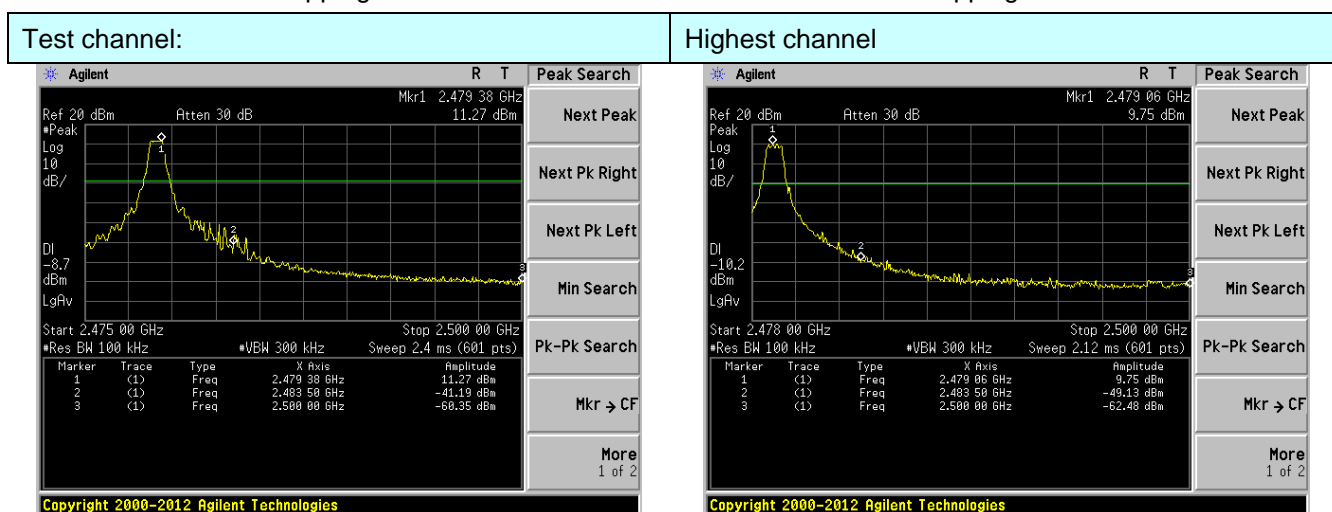 Test channel:
Highest channel
Agilent
R T
Peak Search
Mkr1 2.479 38 GHz
Ref 20 dBm
Atten 30 dB
11.27 dBm
#Peak
Log
10
dB/
1
2
3
DI
-8.7
dBm
LgAv
Start 2.475 00 GHz
Stop 2.500 00 GHz
#Res BW 100 kHz
#VBW 300 kHz
Sweep 2.4 ms (601 pts)
Marker Trace Type X Axis Amplitude
1 (1) Freq 2.479 38 GHz 11.27 dBm
2 (1) Freq 2.483 50 GHz -41.19 dBm
3 (1) Freq 2.500 00 GHz -60.35 dBm
Next Peak
Next Pk Right
Next Pk Left
Min Search
Pk-Pk Search
Mkr → CF
More
1 of 2
Copyright 2000-2012 Agilent Technologies
Agilent
R T
Peak Search
Mkr1 2.479 06 GHz
Ref 20 dBm
Atten 30 dB
9.75 dBm
Peak
Log
10
dB/
1
2
3
DI
-10.2
dBm
LgAv
Start 2.478 00 GHz
Stop 2.500 00 GHz
#Res BW 100 kHz
#VBW 300 kHz
Sweep 2.12 ms (601 pts)
Marker Trace Type X Axis Amplitude
1 (1) Freq 2.479 06 GHz 9.75 dBm
2 (1) Freq 2.483 50 GHz -49.13 dBm
3 (1) Freq 2.500 00 GHz -62.48 dBm
Next Peak
Next Pk Right
Next Pk Left
Min Search
Pk-Pk Search
Mkr → CF
More
1 of 2
Copyright 2000-2012 Agilent Technologies